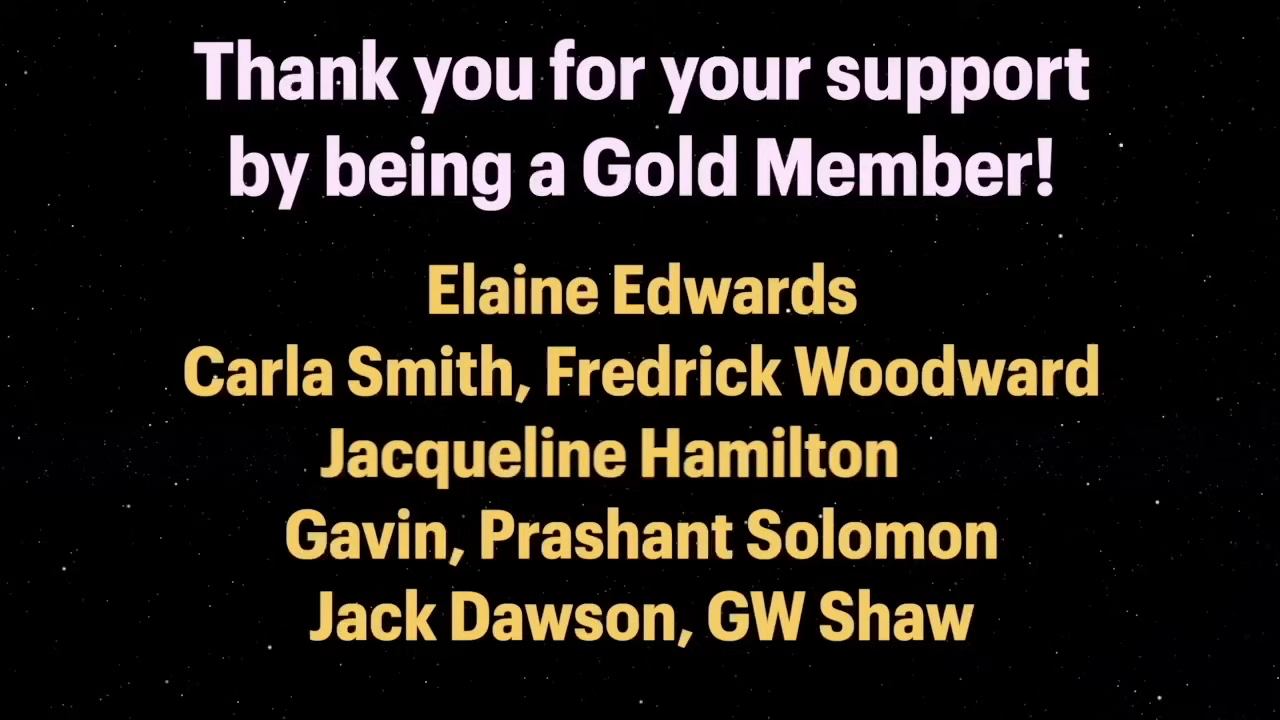 Thank you for your support
by being a Gold Member!
Elaine Edwards
Carla Smith, Fredrick Woodward
Jacqueline Hamilton
Gavin, Prashant Solomon
Jack Dawson, GW Shaw